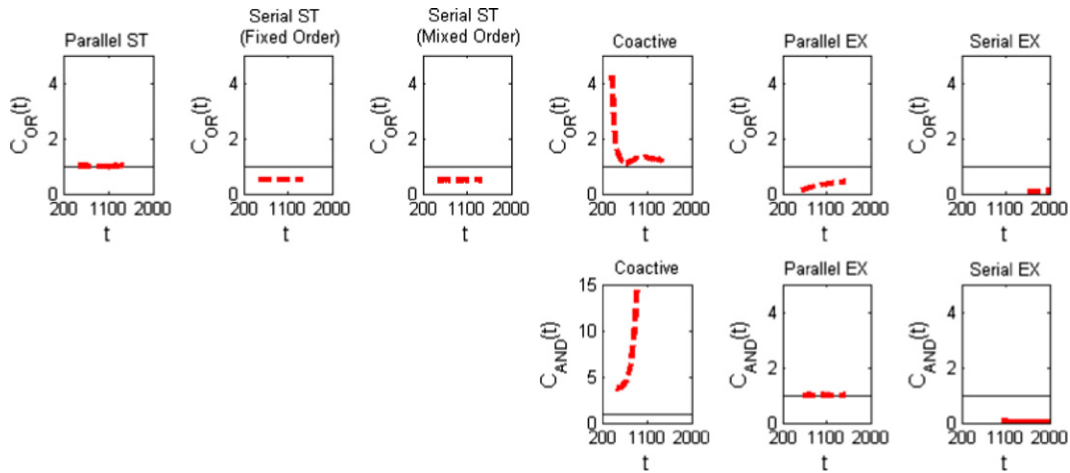 Parallel ST
C_OR(t)
4
2
0
200 1100 2000
t
Serial ST
(Fixed Order)
C_OR(t)
4
2
0
200 1100 2000
t
Serial ST
(Mixed Order)
C_OR(t)
4
2
0
200 1100 2000
t
Coactive
C_OR(t)
4
2
0
200 1100 2000
t
Parallel EX
C_OR(t)
4
2
0
200 1100 2000
t
Serial EX
C_OR(t)
4
2
0
200 1100 2000
t
Coactive
C_AND(t)
15
10
5
0
200 1100 2000
t
Parallel EX
C_AND(t)
4
2
0
200 1100 2000
t
Serial EX
C_AND(t)
4
2
0
200 1100 2000
t